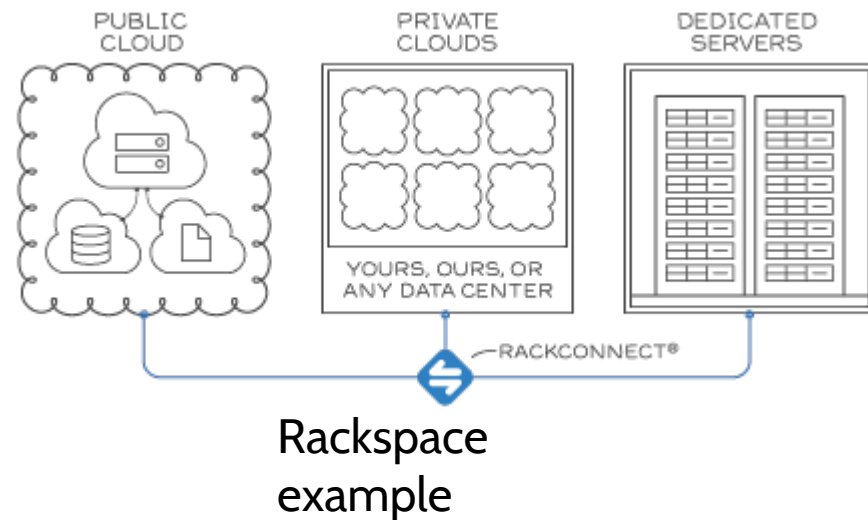 PUBLIC
CLOUD
PRIVATE
CLOUDS
DEDICATED
SERVERS
YOURS, OURS, OR
ANY DATA CENTER
RACKCONNECT®
Rackspace
example